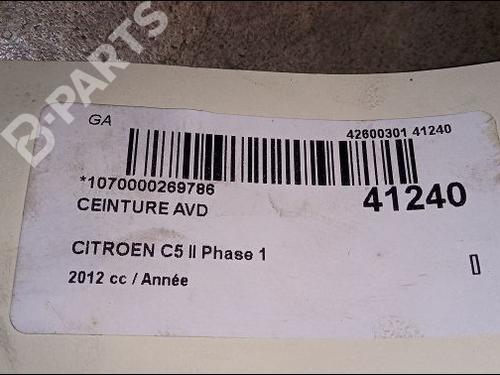 B-PARTS
GA
42600301 41240
*1070000269786
41240
CEINTURE AVD
CITROEN C5 II Phase 1
2012 cc / Année